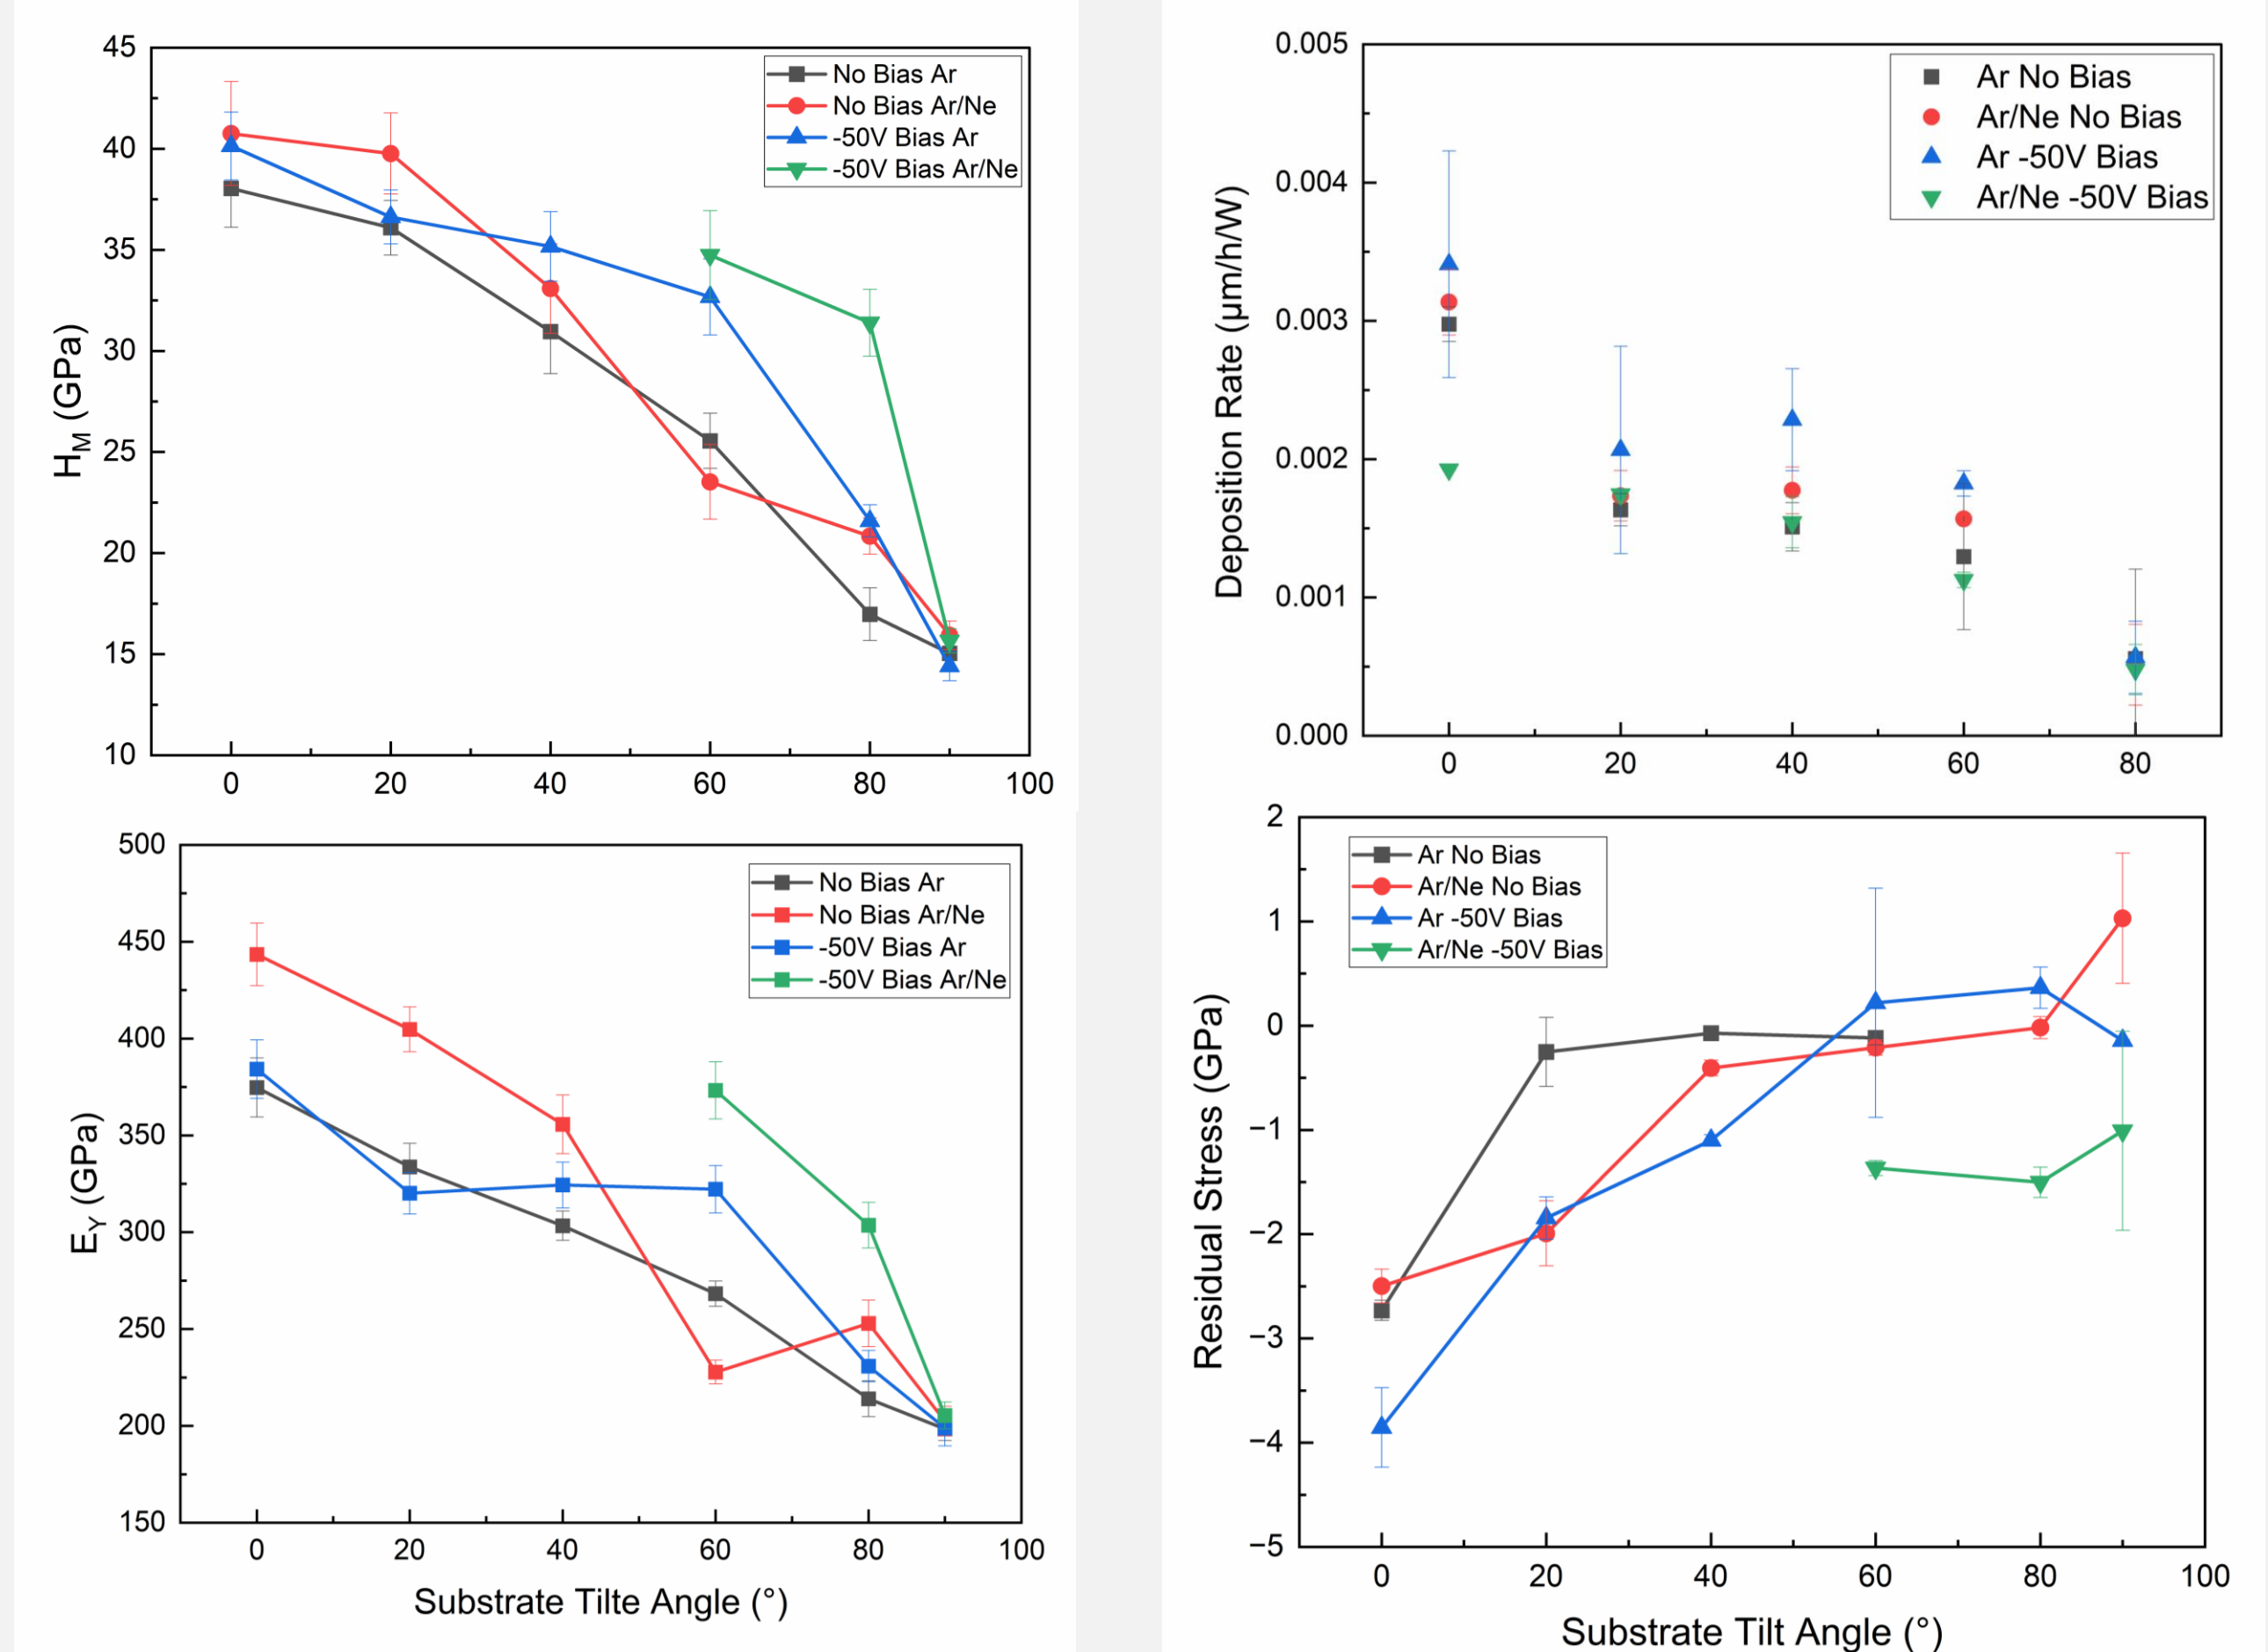 45
40
35
30
25
20
15
10
H_M (GPa)
No Bias Ar
No Bias Ar/Ne
-50V Bias Ar
-50V Bias Ar/Ne
0 20 40 60 80 100
0.005
0.004
0.003
0.002
0.001
0.000
Deposition Rate (μm/h/W)
Ar No Bias
Ar/Ne No Bias
Ar -50V Bias
Ar/Ne -50V Bias
0 20 40 60 80
500
450
400
350
300
250
200
150
E_Y (GPa)
No Bias Ar
No Bias Ar/Ne
-50V Bias Ar
-50V Bias Ar/Ne
0 20 40 60 80 100
Substrate Tilte Angle (°)
2
1
0
−1
−2
−3
−4
−5
Residual Stress (GPa)
Ar No Bias
Ar/Ne No Bias
Ar -50V Bias
Ar/Ne -50V Bias
0 20 40 60 80 100
Substrate Tilt Angle (°)